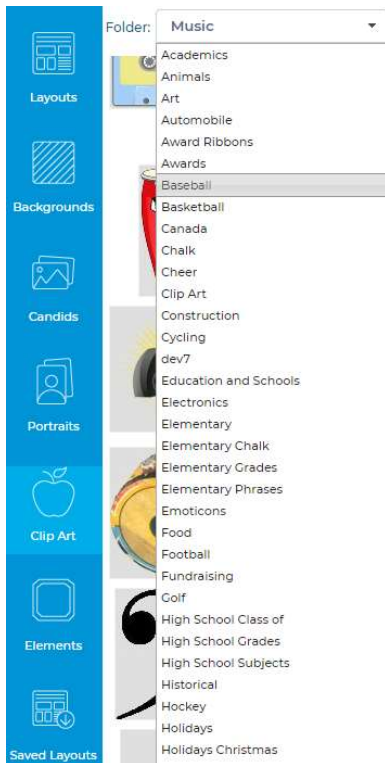 Folder:
Music
Layouts
Backgrounds
Candids
Portraits
Clip Art
Elements
Saved Layouts
Academics
Animals
Art
Automobile
Award Ribbons
Awards
Baseball
Basketball
Canada
Chalk
Cheer
Clip Art
Construction
Cycling
dev7
Education and Schools
Electronics
Elementary
Elementary Chalk
Elementary Grades
Elementary Phrases
Emoticons
Food
Football
Fundraising
Golf
High School Class of
High School Grades
High School Subjects
Historical
Hockey
Holidays
Holidays Christmas